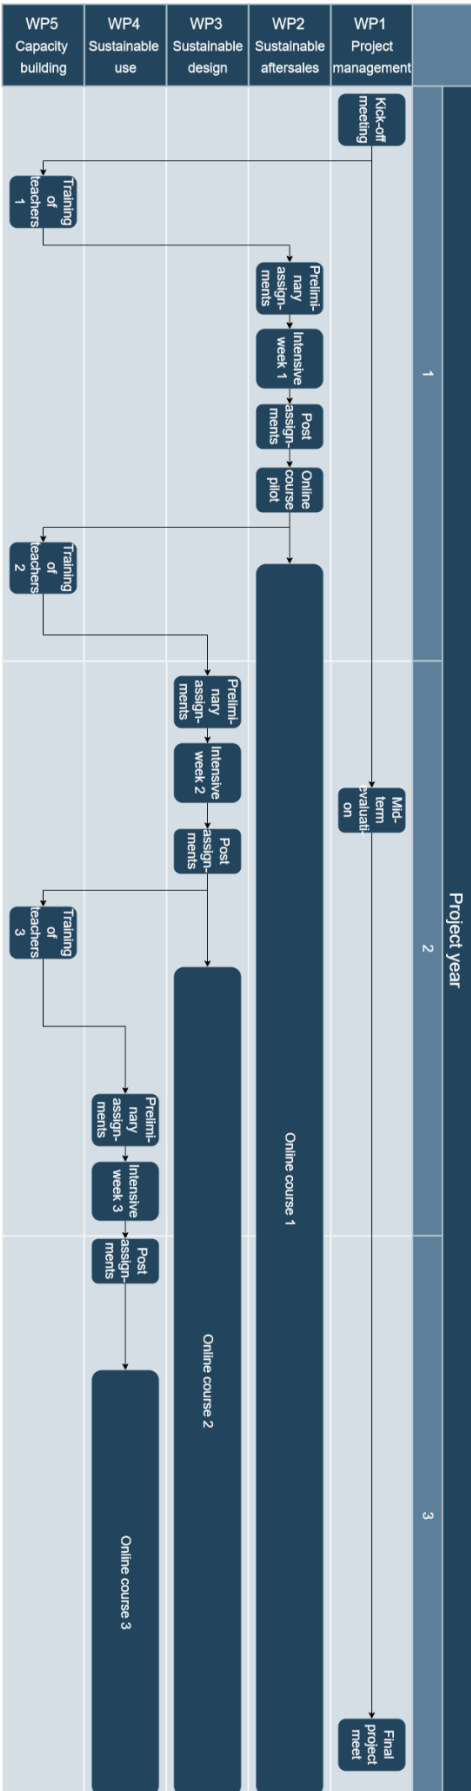 WP5
Capacity
building
WP4
Sustainable
use
WP3
Sustainable
design
WP2
Sustainable
aftersales
WP1
Project
management
Project year
1
2
3
Kick-off
meeting
Mid-
term
evaluati-
on
Final
project
meet
Prelimi-
nary
assign-
ments
Intensive
week 1
Post
assign-
ments
Online
course
pilot
Online course 1
Prelimi-
nary
assign-
ments
Intensive
week 2
Post
assign-
ments
Online course 2
Prelimi-
nary
assign-
ments
Intensive
week 3
Post
assign-
ments
Online course 3
Training
of
teachers
1
Training
of
teachers
2
Training
of
teachers
3